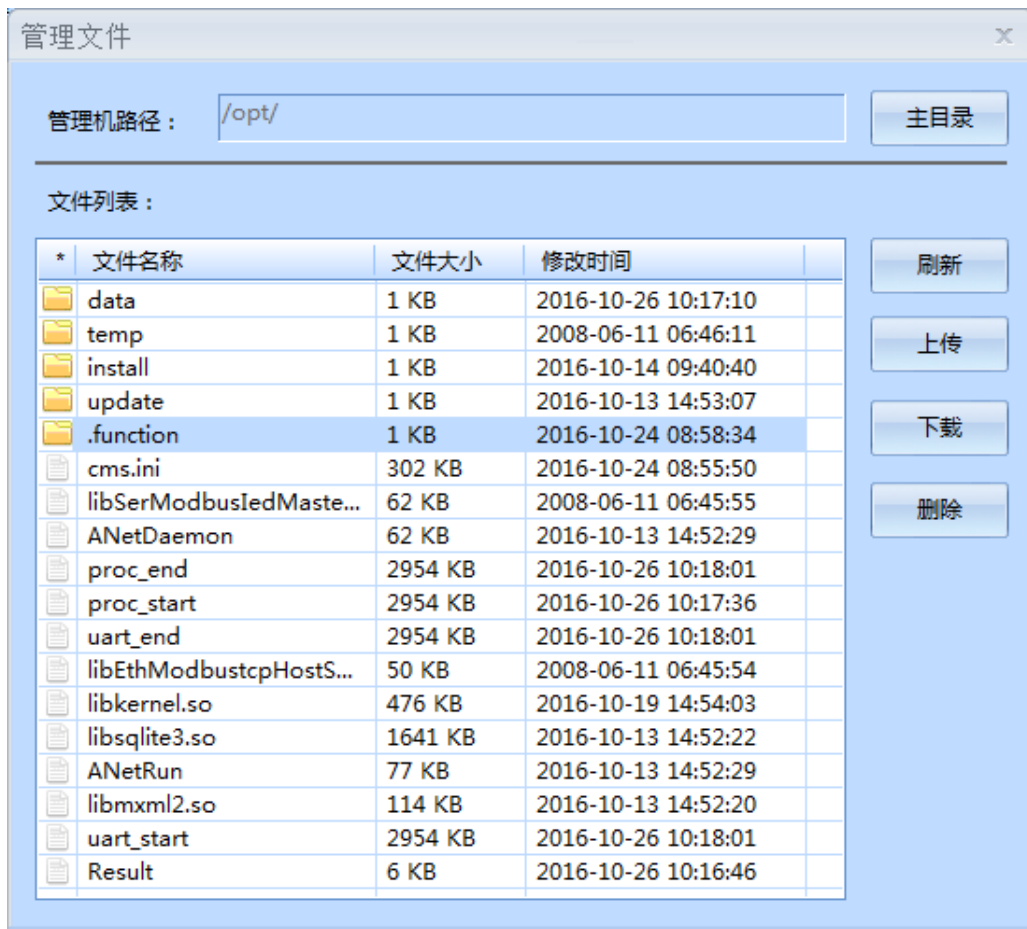 管理文件
管理机路径： /opt/ 主目录
文件列表：
* 文件名称 文件大小 修改时间 刷新
data 1 KB 2016-10-26 10:17:10
temp 1 KB 2008-06-11 06:46:11 上传
install 1 KB 2016-10-14 09:40:40
update 1 KB 2016-10-13 14:53:07
.function 1 KB 2016-10-24 08:58:34 下载
cms.ini 302 KB 2016-10-24 08:55:50
libSerModbusIedMaste... 62 KB 2008-06-11 06:45:55 删除
ANetDaemon 62 KB 2016-10-13 14:52:29
proc_end 2954 KB 2016-10-26 10:18:01
proc_start 2954 KB 2016-10-26 10:17:36
uart_end 2954 KB 2016-10-26 10:18:01
libEthModbustcpHostS... 50 KB 2008-06-11 06:45:54
libkernel.so 476 KB 2016-10-19 14:54:03
libsqlite3.so 1641 KB 2016-10-13 14:52:22
ANetRun 77 KB 2016-10-13 14:52:29
libmxml2.so 114 KB 2016-10-13 14:52:20
uart_start 2954 KB 2016-10-26 10:18:01
Result 6 KB 2016-10-26 10:16:46